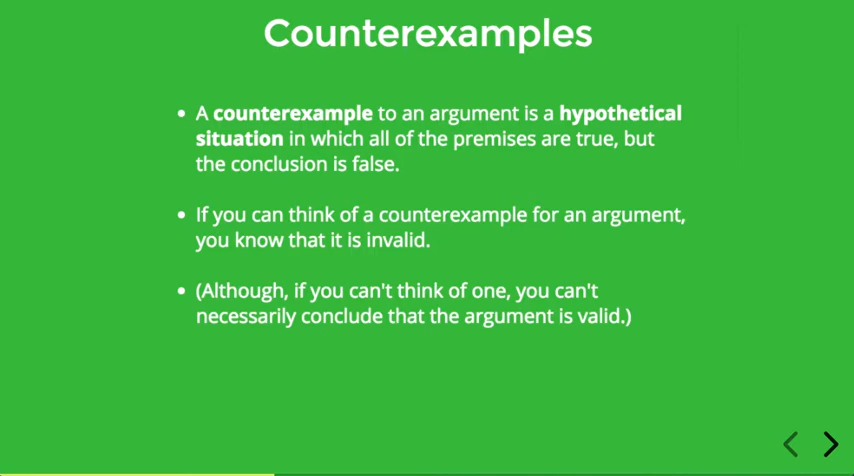 Counterexamples
• A counterexample to an argument is a hypothetical
situation in which all of the premises are true, but
the conclusion is false.
• If you can think of a counterexample for an argument,
you know that it is invalid.
• (Although, if you can't think of one, you can't
necessarily conclude that the argument is valid.)